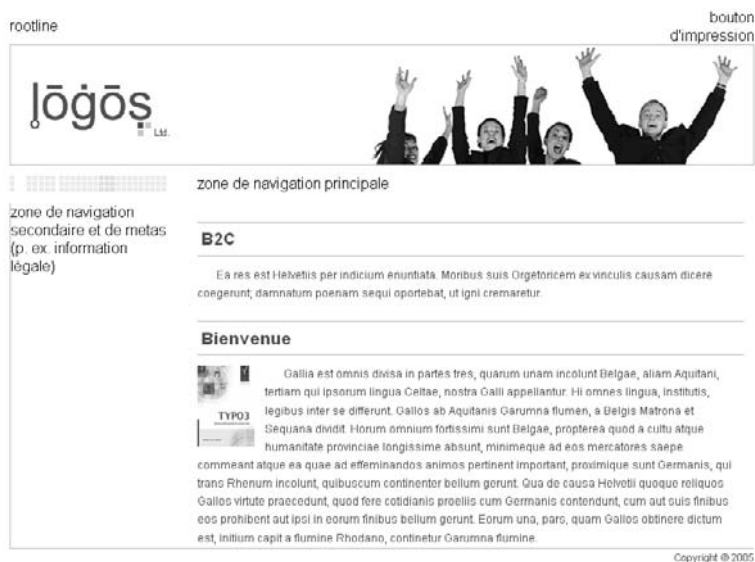 rootline
bouton
d'impression
lōġōs
Ltd.
zone de navigation principale
zone de navigation
secondaire et de metas
(p. ex. information
légale)
B2C
Ea res est Helvetiis per indicium enuntiata. Moribus suis Orgetoricem ex vinculis causam dicere
coegerunt; damnatum poenam sequi oportebat, ut igni cremaretur.
Bienvenue
Gallia est omnis divisa in partes tres, quarum unam incolunt Belgae, aliam Aquitani,
tertiam qui ipsorum lingua Celtae, nostra Galli appellantur. Hi omnes lingua, institutis,
legibus inter se differunt. Gallos ab Aquitanis Garumna flumen, a Belgis Matrona et
TYPO3
Sequana dividit. Horum omnium fortissimi sunt Belgae, propterea quod a cultu atque
humanitate provinciae longissime absunt, minimeque ad eos mercatores saepe
commeant atque ea quae ad effeminandos animos pertinent important, proximique sunt Germanis, qui
trans Rhenum incolunt, quibuscum continenter bellum gerunt. Qua de causa Helvetii quoque reliquos
Gallos virtute praecedunt, quod fere cotidianis proeliis cum Germanis contendunt, cum aut suis finibus
eos prohibent aut ipsi in eorum finibus bellum gerunt. Eorum una, pars, quam Gallos obtinere dictum
est, initium capit a flumine Rhodano, continetur Garumna flumine.
Copyright © 2005